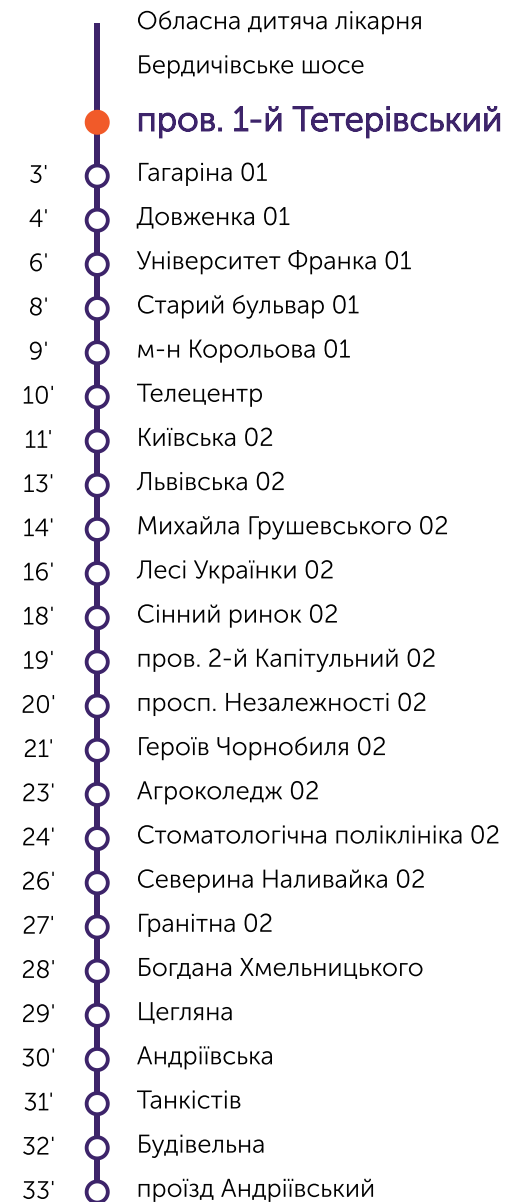 Обласна дитяча лікарня
Бердичівське шосе
пров. 1-й Тетерівський
3' Гагаріна 01
4' Довженка 01
6' Університет Франка 01
8' Старий бульвар 01
9' м-н Корольова 01
10' Телецентр
11' Київська 02
13' Львівська 02
14' Михайла Грушевського 02
16' Лесі Українки 02
18' Сінний ринок 02
19' пров. 2-й Капітульний 02
20' просп. Незалежності 02
21' Героїв Чорнобиля 02
23' Агроколедж 02
24' Стоматологічна поліклініка 02
26' Северина Наливайка 02
27' Гранітна 02
28' Богдана Хмельницького
29' Цегляна
30' Андріївська
31' Танкістів
32' Будівельна
33' проїзд Андріївський